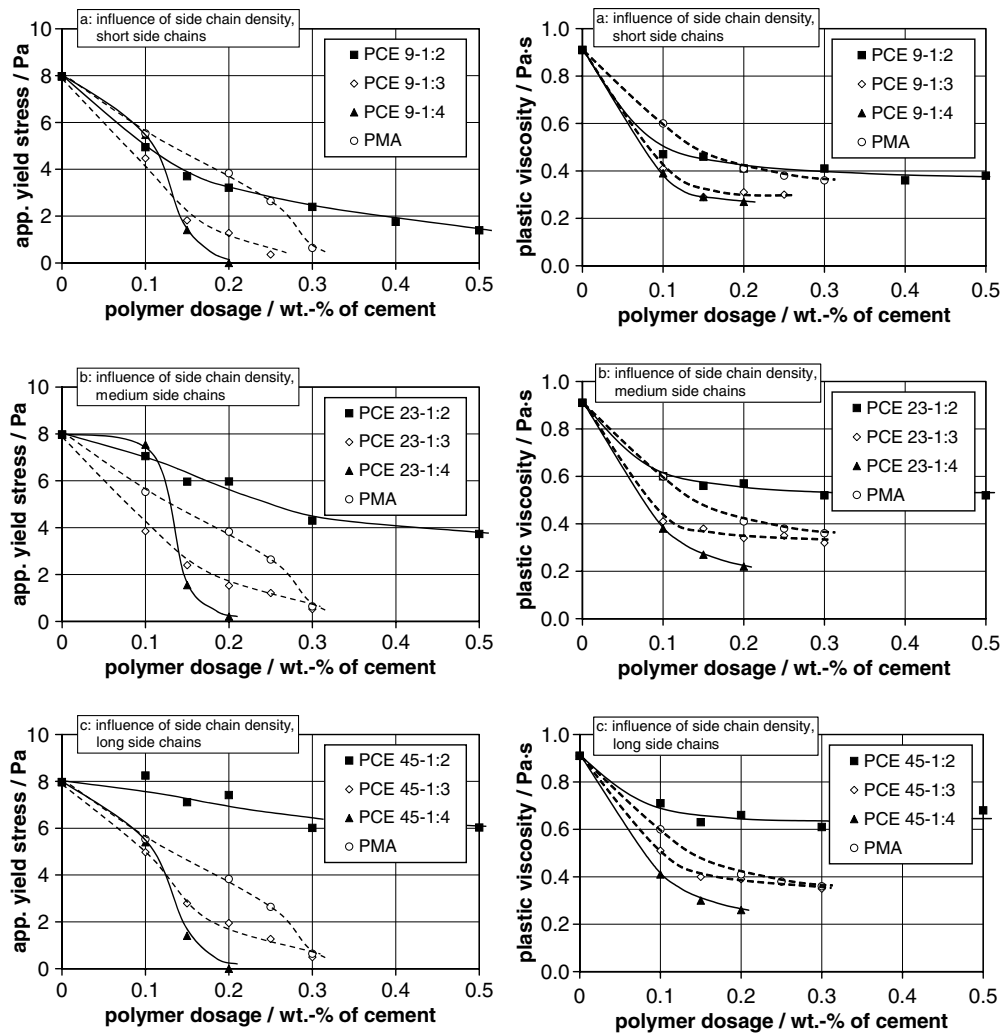 a: influence of side chain density,
short side chains
app. yield stress / Pa
10
8
6
4
2
0
PCE 9-1:2
PCE 9-1:3
PCE 9-1:4
PMA
0 0.1 0.2 0.3 0.4 0.5
polymer dosage / wt.-% of cement
a: influence of side chain density,
short side chains
plastic viscosity / Pa·s
1.0
0.8
0.6
0.4
0.2
0.0
PCE 9-1:2
PCE 9-1:3
PCE 9-1:4
PMA
0 0.1 0.2 0.3 0.4 0.5
polymer dosage / wt.-% of cement
b: influence of side chain density,
medium side chains
app. yield stress / Pa
10
8
6
4
2
0
PCE 23-1:2
PCE 23-1:3
PCE 23-1:4
PMA
0 0.1 0.2 0.3 0.4 0.5
polymer dosage / wt.-% of cement
b: influence of side chain density,
medium side chains
plastic viscosity / Pa·s
1.0
0.8
0.6
0.4
0.2
0.0
PCE 23-1:2
PCE 23-1:3
PCE 23-1:4
PMA
0 0.1 0.2 0.3 0.4 0.5
polymer dosage / wt.-% of cement
c: influence of side chain density,
long side chains
app. yield stress / Pa
10
8
6
4
2
0
PCE 45-1:2
PCE 45-1:3
PCE 45-1:4
PMA
0 0.1 0.2 0.3 0.4 0.5
polymer dosage / wt.-% of cement
c: influence of side chain density,
long side chains
plastic viscosity / Pa·s
1.0
0.8
0.6
0.4
0.2
0.0
PCE 45-1:2
PCE 45-1:3
PCE 45-1:4
PMA
0 0.1 0.2 0.3 0.4 0.5
polymer dosage / wt.-% of cement